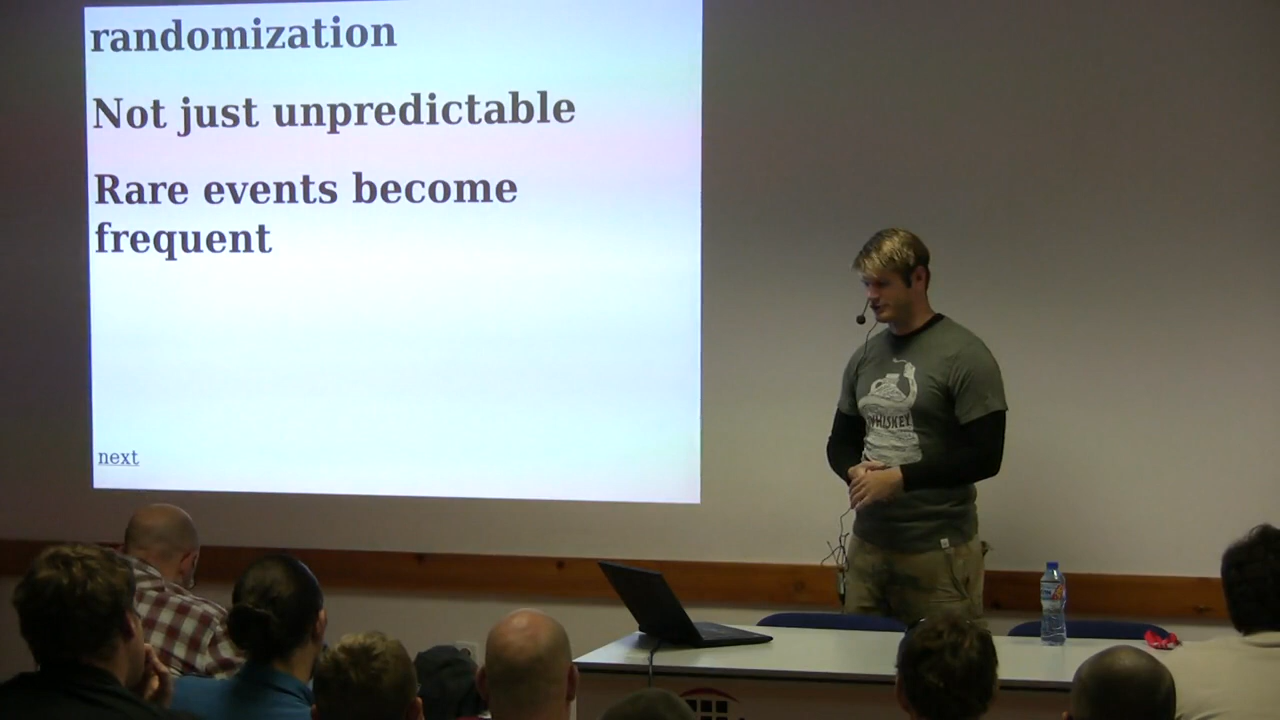 randomization
Not just unpredictable
Rare events become
frequent
next
WHISKEY